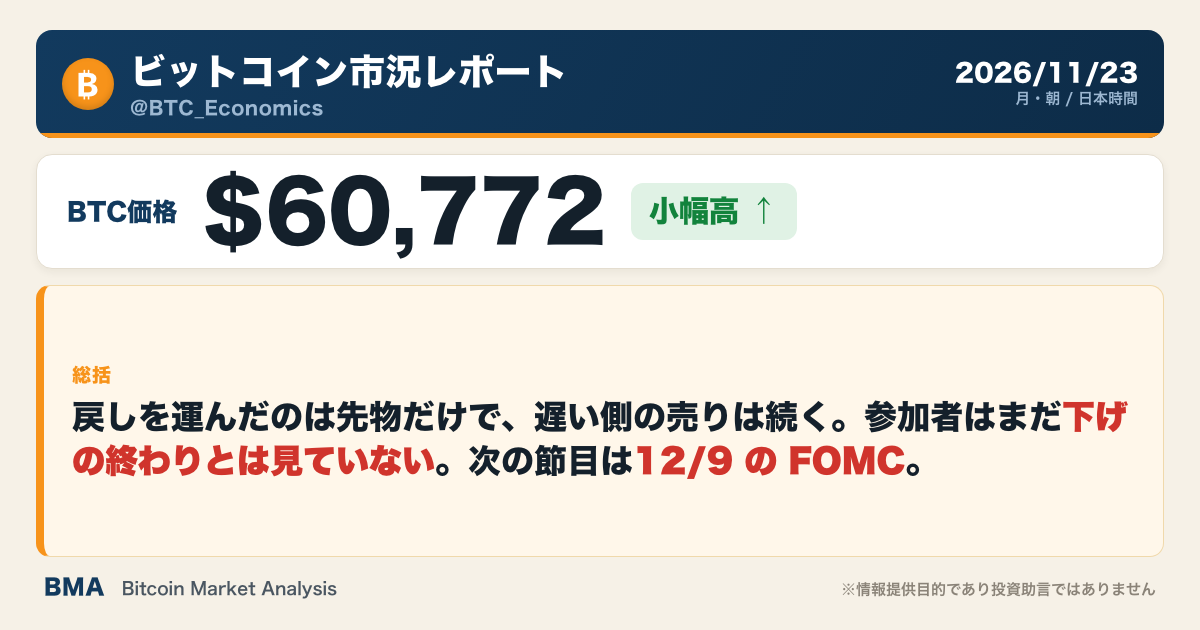 ビットコイン市況レポート
@BTC_Economics
2026/11/23
月・朝 / 日本時間
BTC価格 $60,772 小幅高 ↑
総括
戻しを運んだのは先物だけで、遅い側の売りは続く。参加者はまだ下げ
の終わりとは見ていない。次の節目は12/9 の FOMC。
BMA Bitcoin Market Analysis
※情報提供目的であり投資助言ではありません